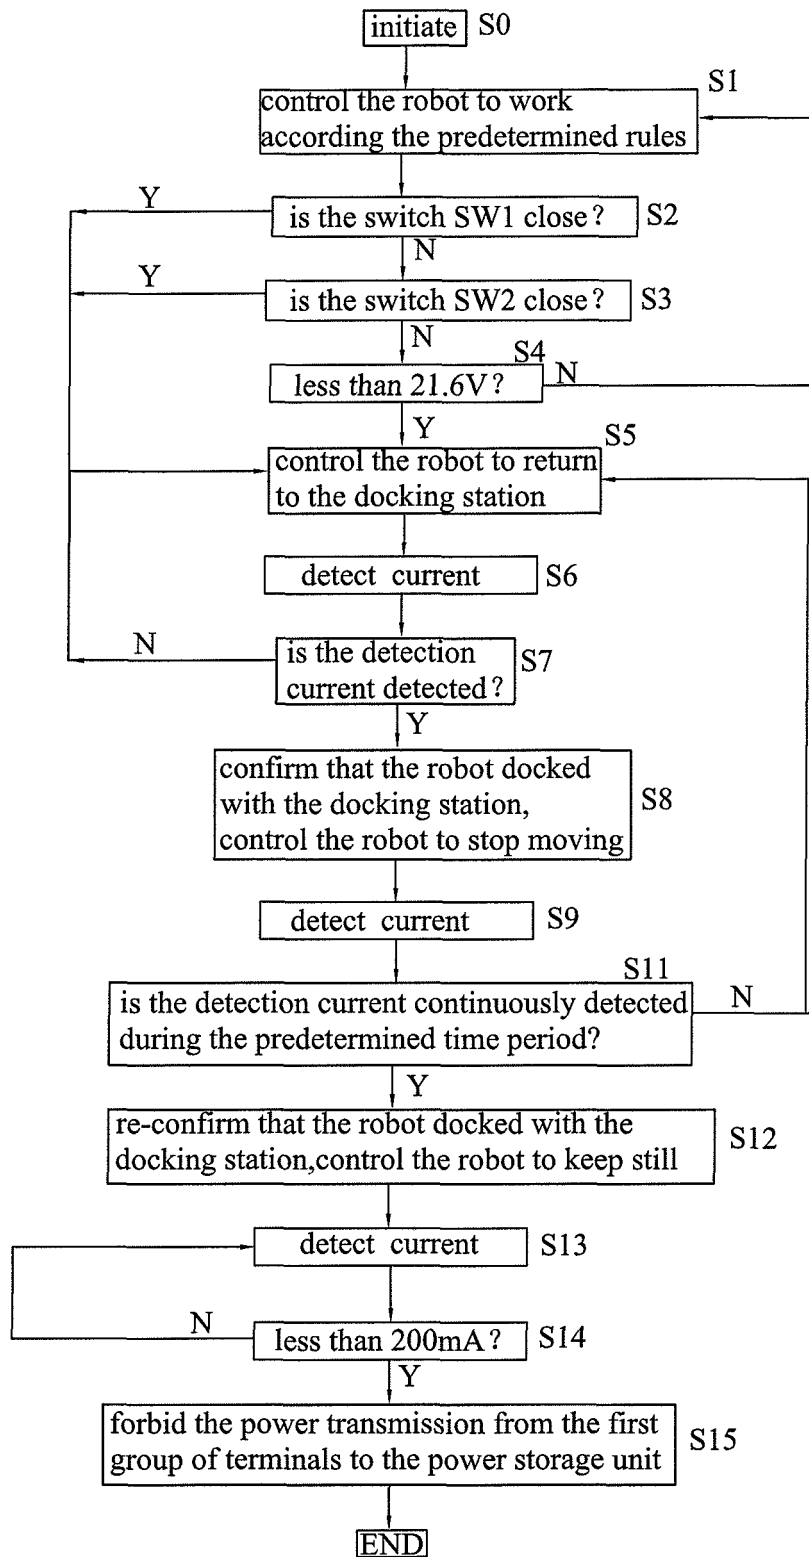 initiate S0
S1
control the robot to work
according the predetermined rules
Y
is the switch SW1 close? S2
N
Y
is the switch SW2 close? S3
N
S4
less than 21.6V? N
Y
S5
control the robot to return
to the docking station
detect current S6
N
is the detection
current detected? S7
Y
confirm that the robot docked
with the docking station,
control the robot to stop moving
S8
detect current S9
S11
is the detection current continuously detected
during the predetermined time period?
N
Y
re-confirm that the robot docked with the
docking station,control the robot to keep still
S12
detect current S13
N
less than 200mA? S14
Y
forbid the power transmission from the first
group of terminals to the power storage unit
S15
END